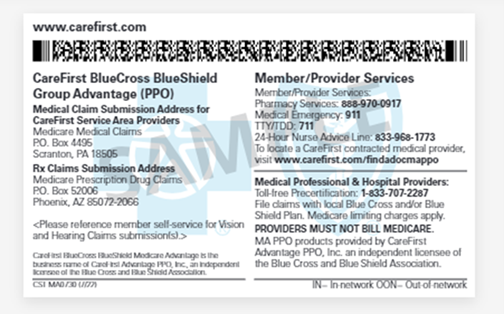 www.carefirst.com
CareFirst BlueCross BlueShield
Group Advantage (PPO)
Medical Claim Submission Address for
CareFirst Service Area Providers
Medicare Medical Claims
P.O. Box 4495
Scranton, PA 18505
Rx Claims Submission Address
Medicare Prescription Drug Claims
P.O. Box 52006
Phoenix, AZ 85072-2066
<Please reference member self-service for Vision
and Hearing Claims submission(s).>
CareFirst BlueCross BlueShield Medicare Advantage is the
business name of CareFirst Advantage PPO, Inc., an independent
licensee of the Blue Cross and Blue Shield Association.
CST MA0730 (7/22)
Member/Provider Services
Member/Provider Services:
Pharmacy Services: 888-970-0917
Medical Emergency: 911
TTY/TDD: 711
24-Hour Nurse Advice Line: 833-968-1773
To locate a CareFirst contracted medical provider,
visit www.carefirst.com/findadocmappo
Medical Professional & Hospital Providers:
Toll-free Precertification: 1-833-707-2287
File claims with local Blue Cross and/or Blue
Shield Plan. Medicare limiting charges apply.
PROVIDERS MUST NOT BILL MEDICARE.
MA PPO products provided by CareFirst
Advantage PPO, Inc. an independent licensee of
the Blue Cross and Blue Shield Association.
IN– In-network OON– Out-of-network
SAMPLE